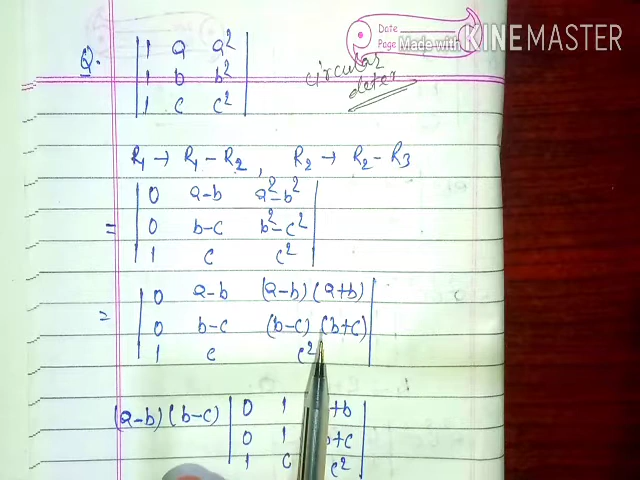 Date
Page Made with KINEMASTER
Q. | 1 a a² |
| 1 b b² |
| 1 c c² |
circular
deter
R₁ → R₁ - R₂, R₂ → R₂ - R₃
| 0 a-b a²-b² |
= | 0 b-c b²-c² |
| 1 c c² |
| 0 a-b (a-b)(a+b) |
= | 0 b-c (b-c)(b+c) |
| 1 c c² |
(a-b)(b-c) | 0 1 +b |
| 0 1 +c |
| 1 c c² |